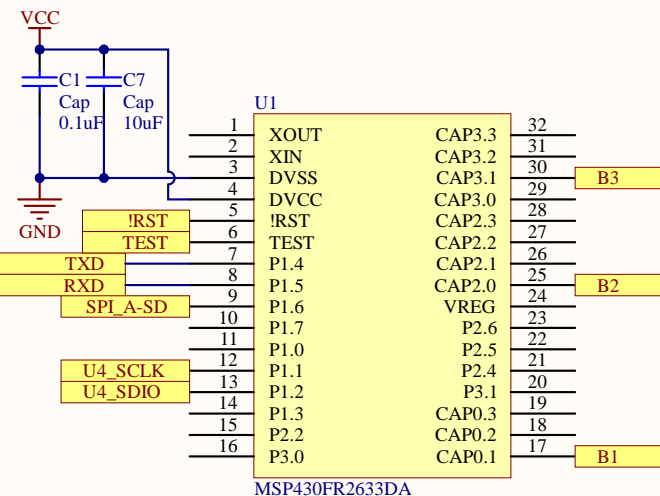 VCC
C1
Cap
0.1uF
C7
Cap
10uF
GND
U1
1 XOUT CAP3.3 32
2 XIN CAP3.2 31
3 DVSS CAP3.1 30 B3
4 DVCC CAP3.0 29
!RST 5 !RST CAP2.3 28
TEST 6 TEST CAP2.2 27
TXD 7 P1.4 CAP2.1 26
RXD 8 P1.5 CAP2.0 25 B2
SPI_A-SD 9 P1.6 VREG 24
10 P1.7 P2.6 23
11 P1.0 P2.5 22
U4_SCLK 12 P1.1 P2.4 21
U4_SDIO 13 P1.2 P3.1 20
14 P1.3 CAP0.3 19
15 P2.2 CAP0.2 18
16 P3.0 CAP0.1 17 B1
MSP430FR2633DA